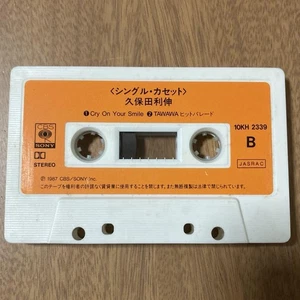 〈シングル・カセット〉
久保田利伸
❶Cry On Your Smile ❷TAWAWA ヒットパレード
CBS
SONY
10KH 2339
STEREO
B
JASRAC
℗ 1987 CBS/SONY Inc.
このテープを権利者の許諾なく賃貸業に使用することを禁じます。また無断複製は法律で禁じられています。